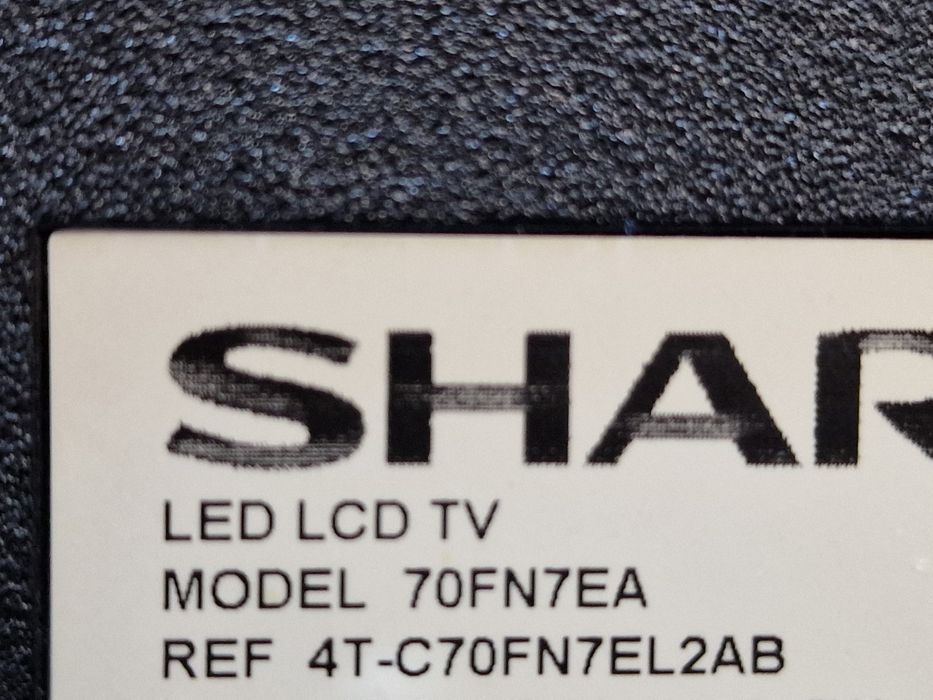 SHAR
LED LCD TV
MODEL 70FN7EA
REF 4T-C70FN7EL2AB